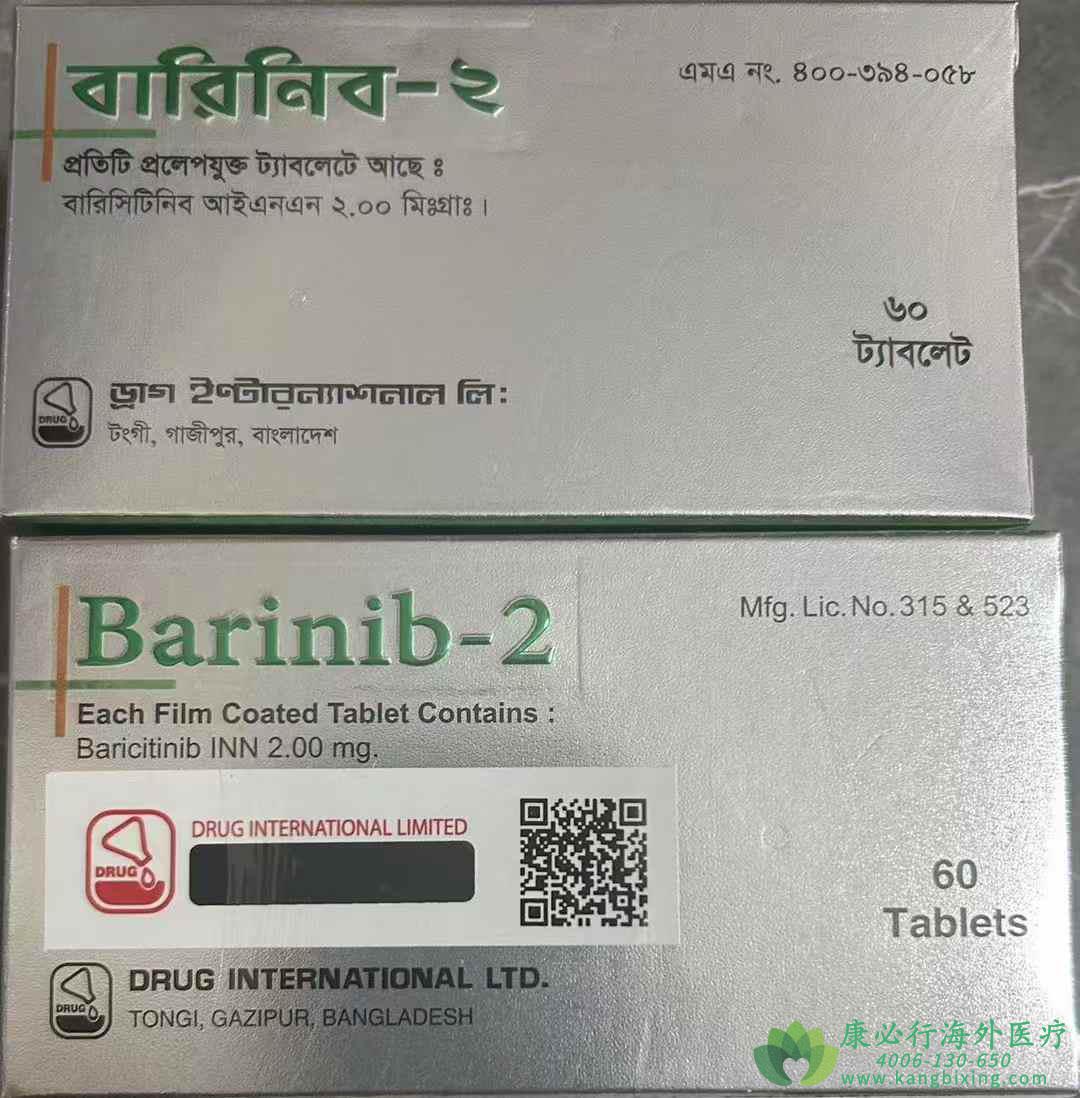 বারিনিব-২
এমএ নং. ৪০০-৩৯৪-০৫৮
প্রতিটি প্রলেপযুক্ত ট্যাবলেটে আছে ঃ
বারিসিটিনিব আইএনএন ২.০০ মিঃগ্রাঃ।
৬০
ট্যাবলেট
DRUG
ড্রাগ ইন্টারন্যাশনাল লি:
টংগী, গাজীপুর, বাংলাদেশ
Barinib-2
Mfg. Lic. No. 315 & 523
Each Film Coated Tablet Contains :
Baricitinib INN 2.00 mg.
DRUG INTERNATIONAL LIMITED
DRUG
60
Tablets
DRUG INTERNATIONAL LTD.
DRUG
TONGI, GAZIPUR, BANGLADESH
康必行海外医疗
4006-130-650
www.kangbixing.com